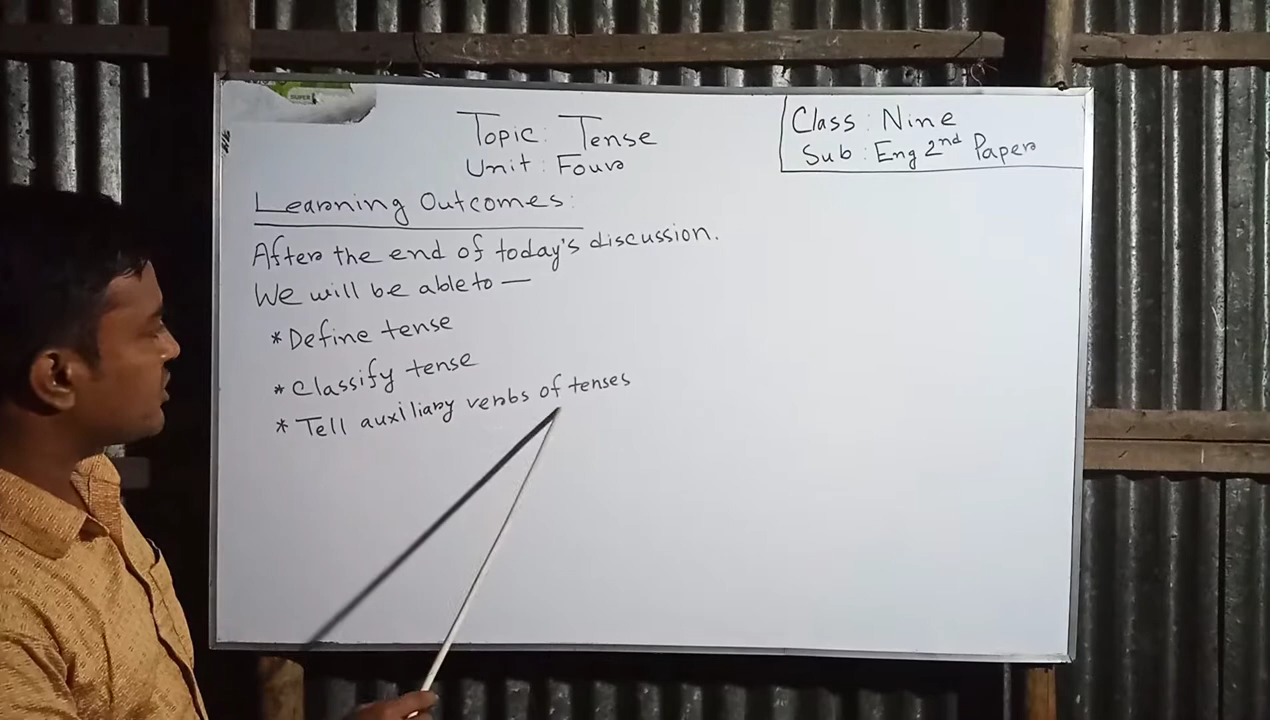 SUPER
Topic: Tense
Unit: Four
Class: Nine
Sub: Eng 2nd Paper
Learning Outcomes:
After the end of today's discussion.
We will be able to —
*Define tense
*Classify tense
*Tell auxiliary verbs of tenses